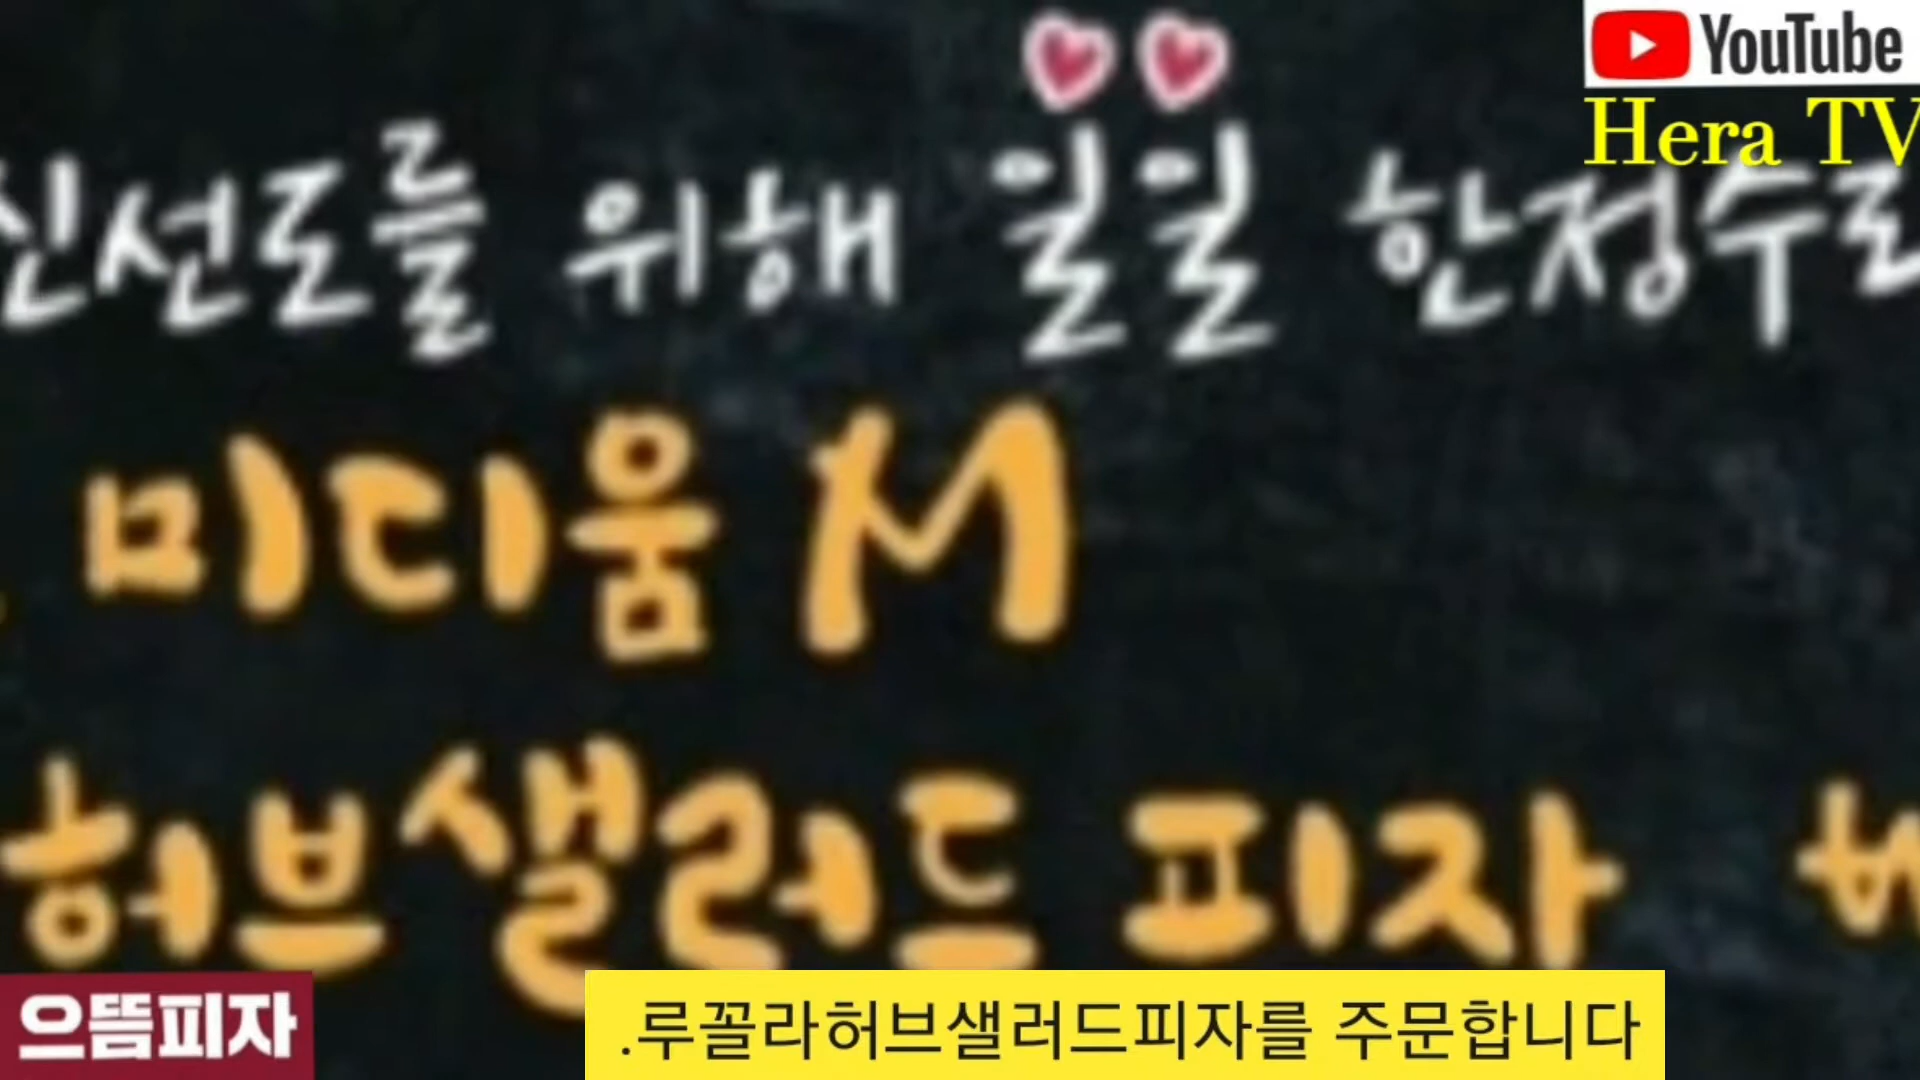 YouTube
Hera TV
신선도를 위해 일일 한정수로
미디움 M
허브샐러드 피자
으뜸피자
.루꼴라허브샐러드피자를 주문합니다